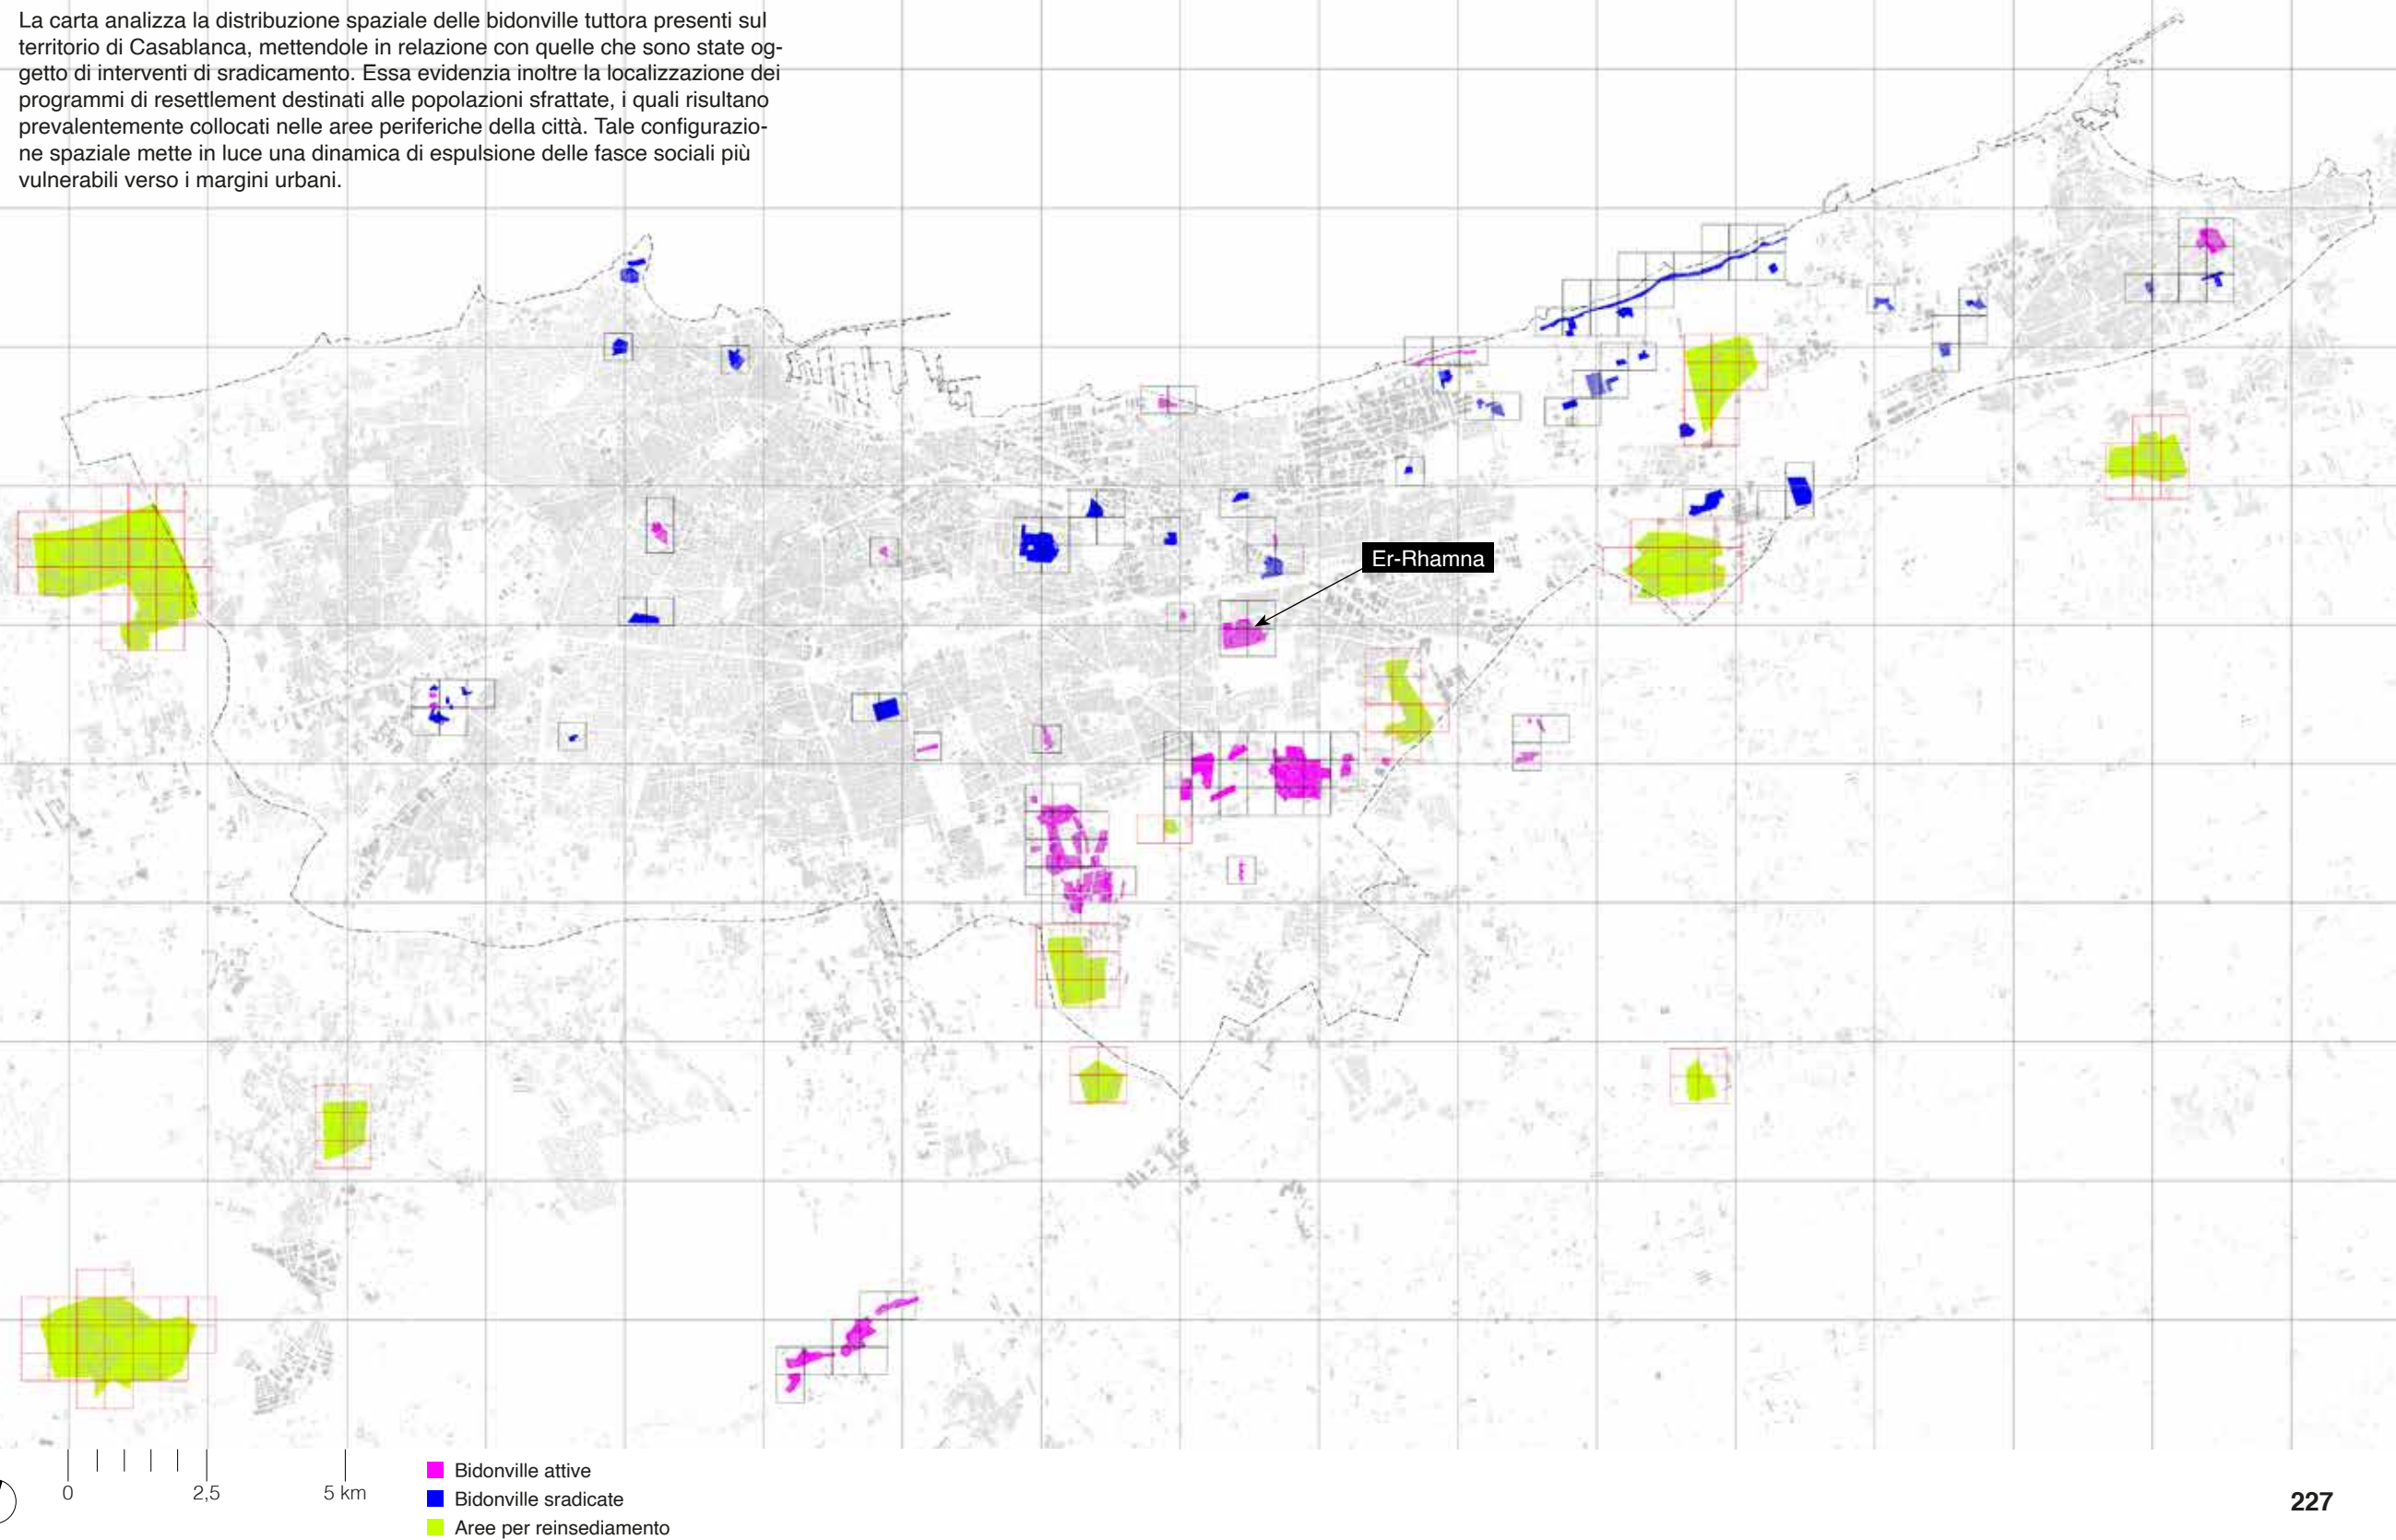 La carta analizza la distribuzione spaziale delle bidonville tuttora presenti sul
territorio di Casablanca, mettendole in relazione con quelle che sono state og-
getto di interventi di sradicamento. Essa evidenzia inoltre la localizzazione dei
programmi di resettlement destinati alle popolazioni sfrattate, i quali risultano
prevalentemente collocati nelle aree periferiche della città. Tale configurazio-
ne spaziale mette in luce una dinamica di espulsione delle fasce sociali più
vulnerabili verso i margini urbani.
Er-Rhamna
0 2,5 5 km
Bidonville attive
Bidonville sradicate
Aree per reinsediamento
227